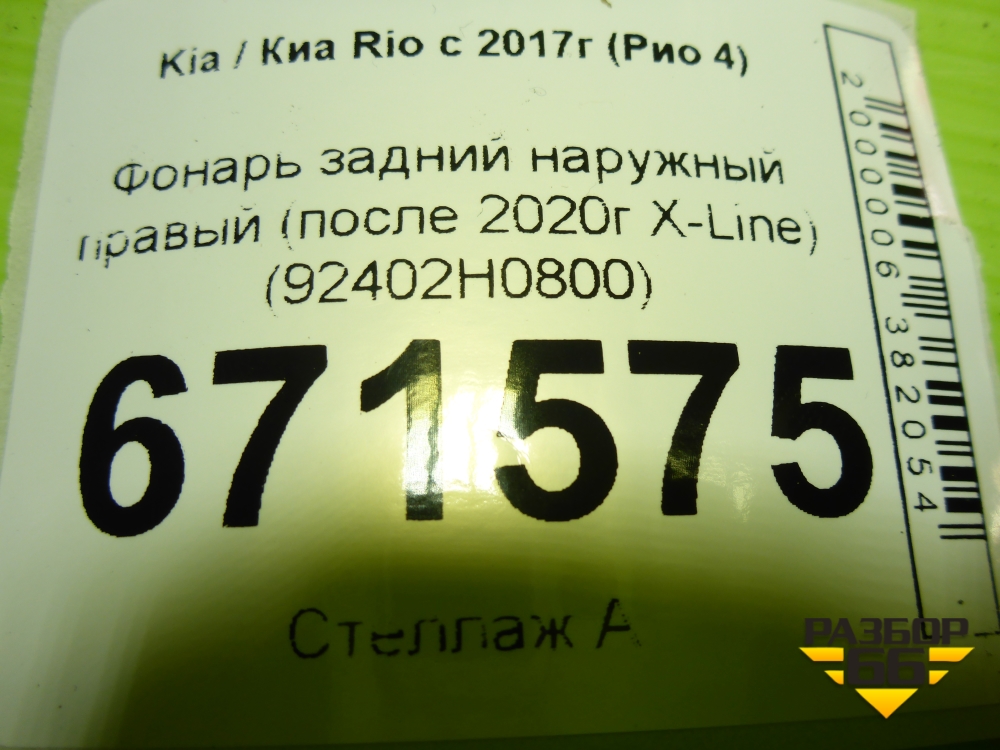 Kia / Киа Rio с 2017г (Рио 4)
Фонарь задний наружный
правый (после 2020г X-Line)
(92402H0800)
671575
Стеллаж А
2000006382054
РАЗБОР
66